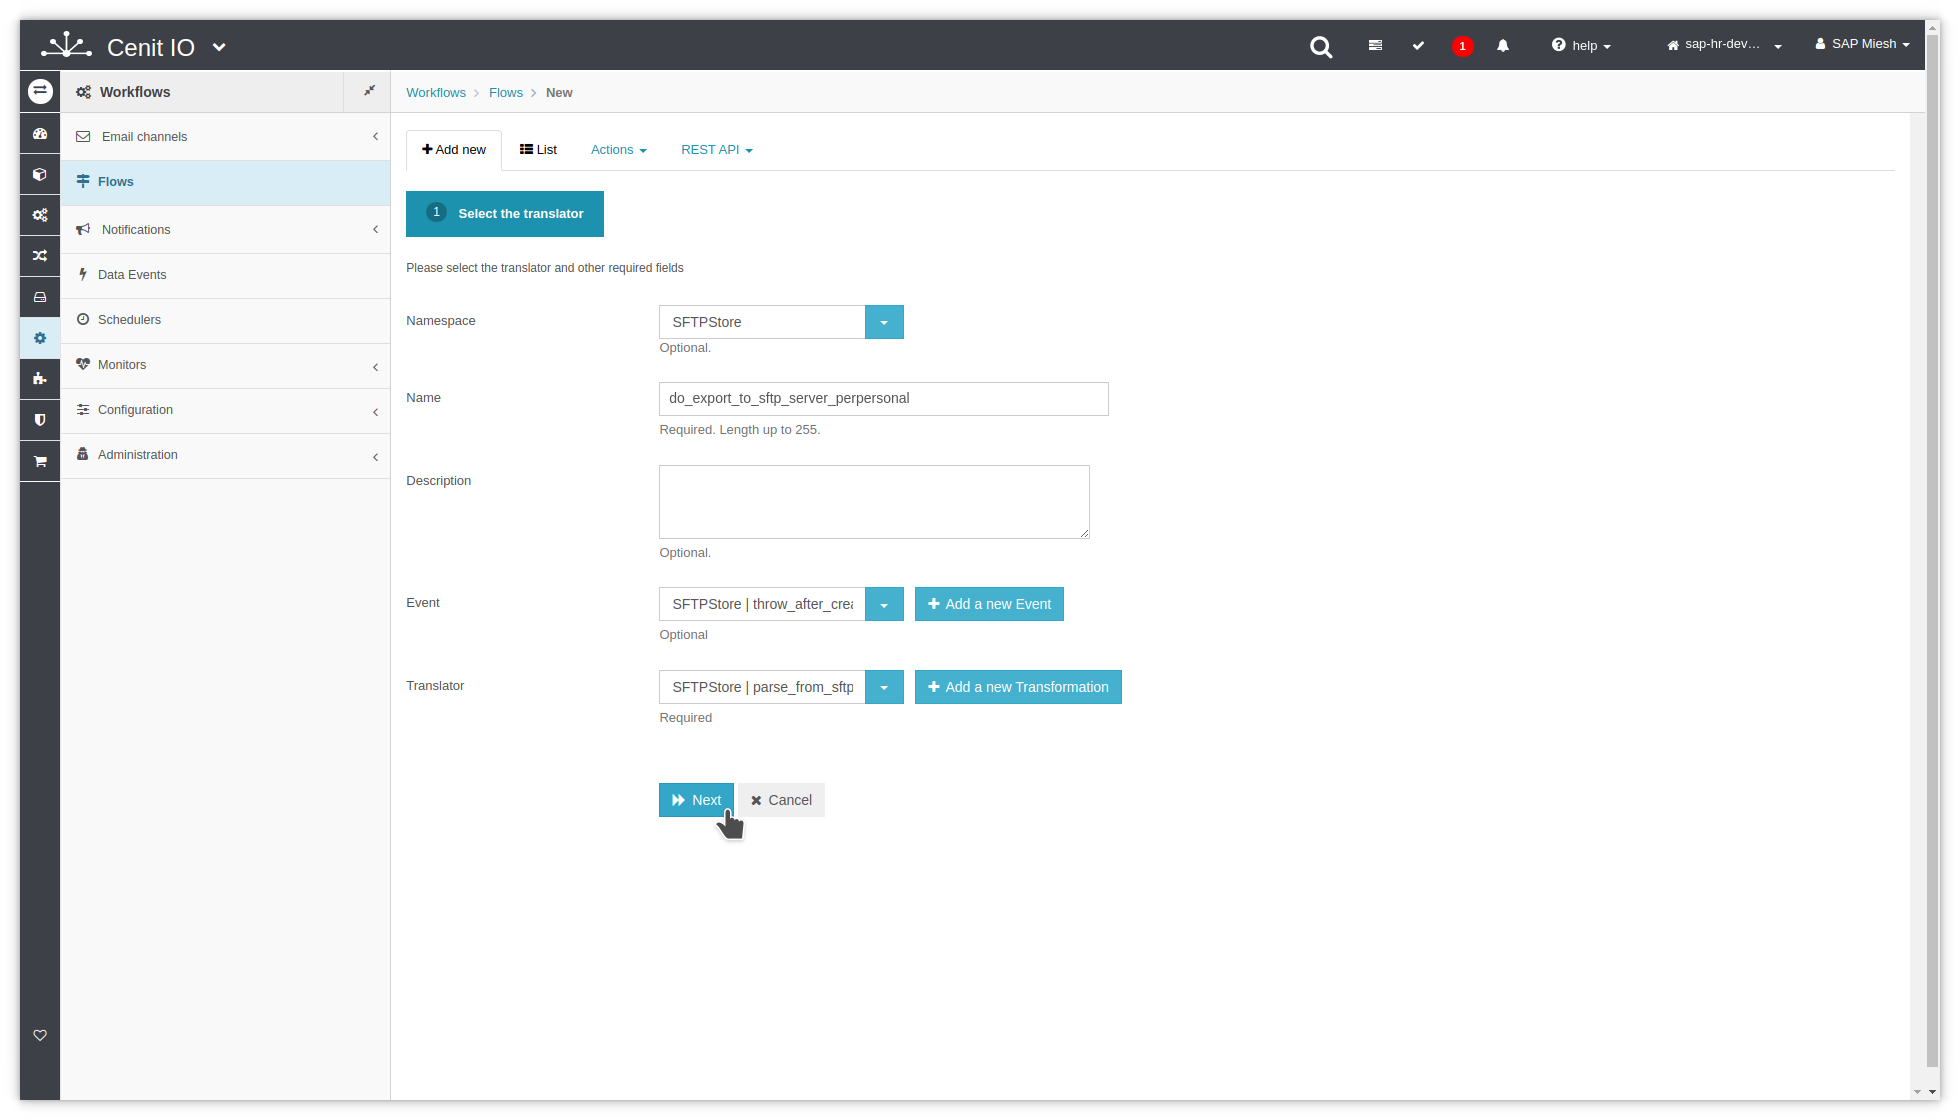 Cenit IO
1
help
sap-hr-dev...
SAP Miesh
Workflows
Workflows
Flows
New
Email channels
Flows
Notifications
Data Events
Schedulers
Monitors
Configuration
Administration
Add new
List
Actions
REST API
1 Select the translator
Please select the translator and other required fields
Namespace
SFTPStore
Optional.
Name
do_export_to_sftp_server_perpersonal
Required. Length up to 255.
Description
Optional.
Event
SFTPStore | throw_after_crea
Add a new Event
Optional
Translator
SFTPStore | parse_from_sftp
Add a new Transformation
Required
Next
Cancel